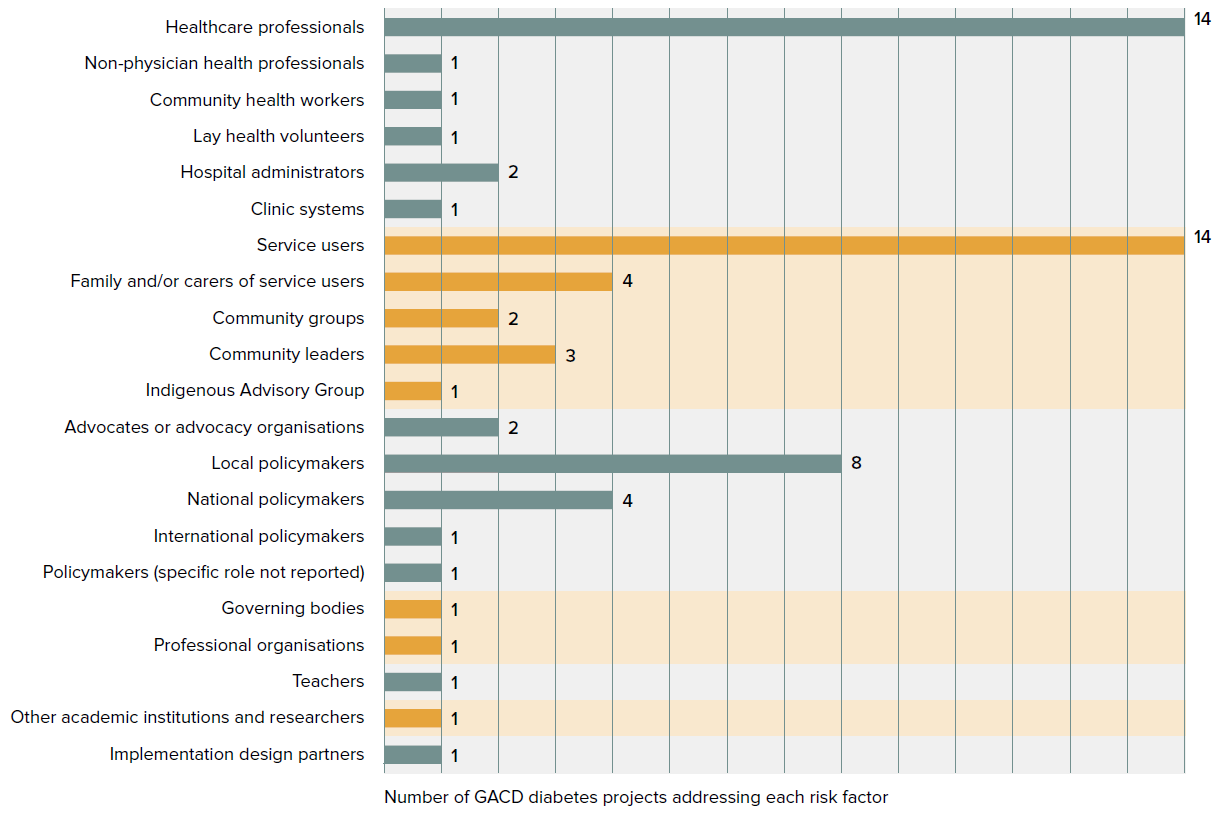 Healthcare professionals 14
Non-physician health professionals 1
Community health workers 1
Lay health volunteers 1
Hospital administrators 2
Clinic systems 1
Service users 14
Family and/or carers of service users 4
Community groups 2
Community leaders 3
Indigenous Advisory Group 1
Advocates or advocacy organisations 2
Local policymakers 8
National policymakers 4
International policymakers 1
Policymakers (specific role not reported) 1
Governing bodies 1
Professional organisations 1
Teachers 1
Other academic institutions and researchers 1
Implementation design partners 1
Number of GACD diabetes projects addressing each risk factor